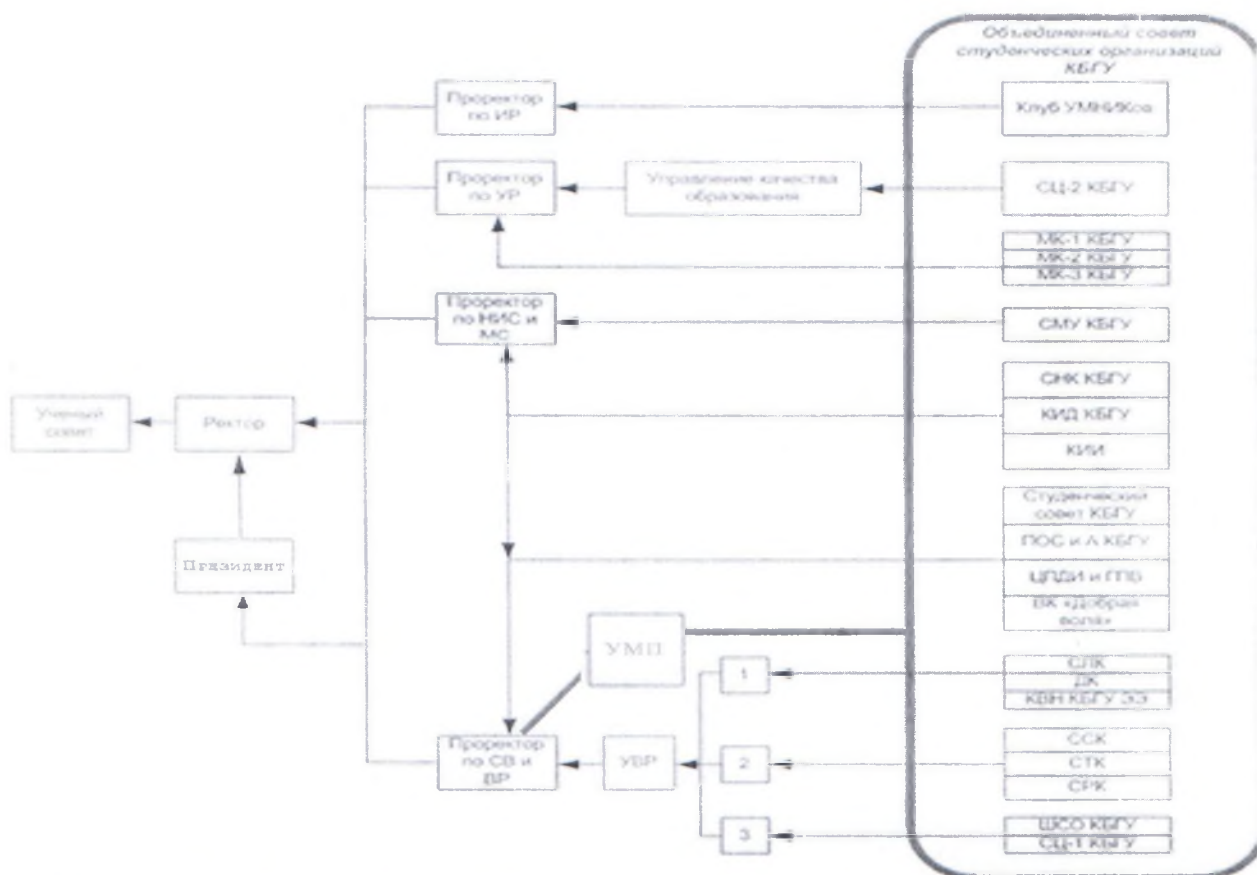 Объединенный совет
студенческих организаций
КБГУ
Проректор
по ИР
Клуб УМНИКов
Проректор
по УР
Управление качества
образования
СЦ-2 КБГУ
МК-1 КБГУ
МК-2 КБГУ
МК-3 КБГУ
Проректор
по НИС и
МС
СМУ КБГУ
СНК КБГУ
КИД КБГУ
КИИ
Ученый
совет
Ректор
Студенческий
совет КБГУ
ПОС и А КБГУ
ЦПДИ и ГПВ
ВК «Добрая
воля»
Президент
УМП
1
СЛК
ДК
КВН КБГУ ЭЭ
Проректор
по СВ и
ВР
УВР
2
ССК
СТК
СРК
3
ШСО КБГУ
СЦ-1 КБГУ